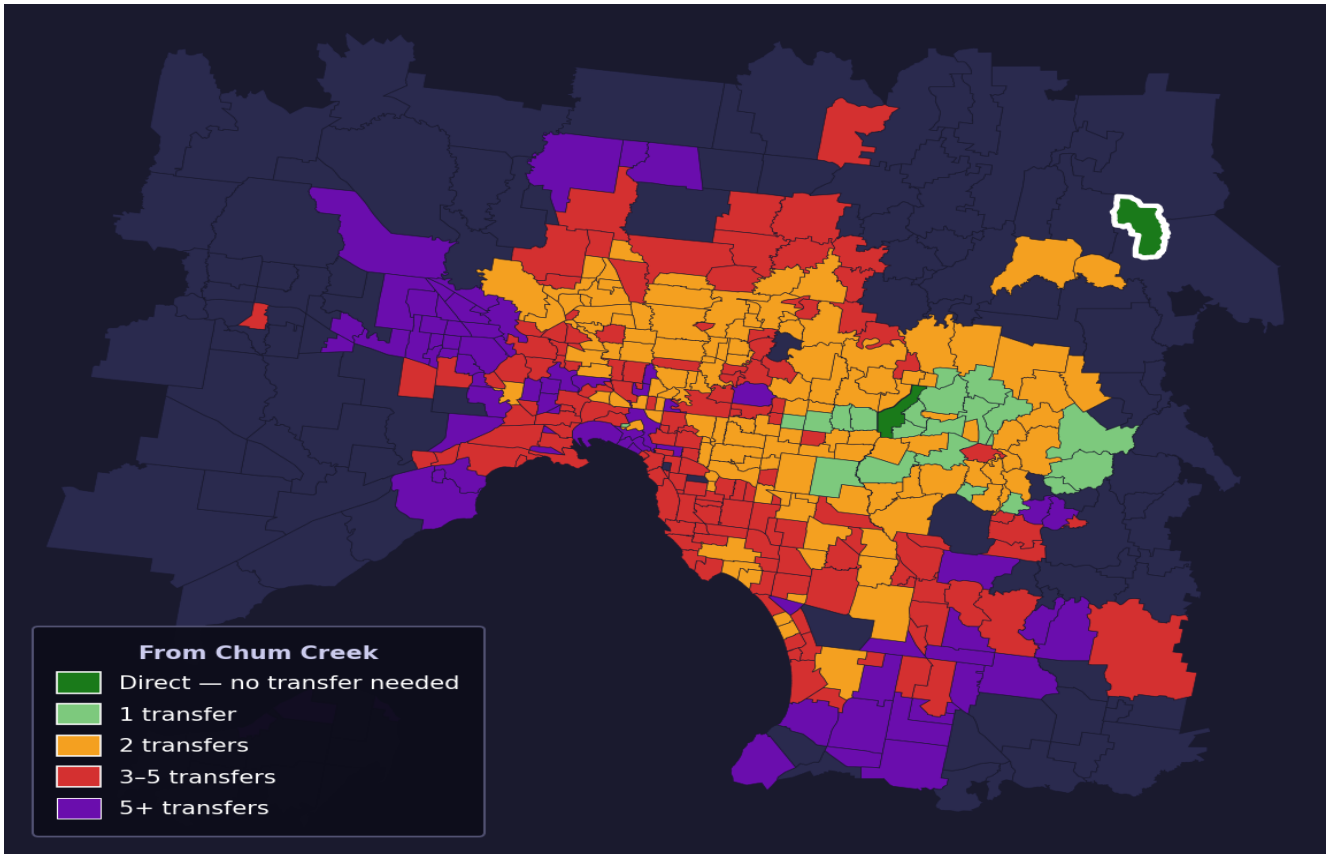 From Chum Creek
Direct — no transfer needed
1 transfer
2 transfers
3–5 transfers
5+ transfers